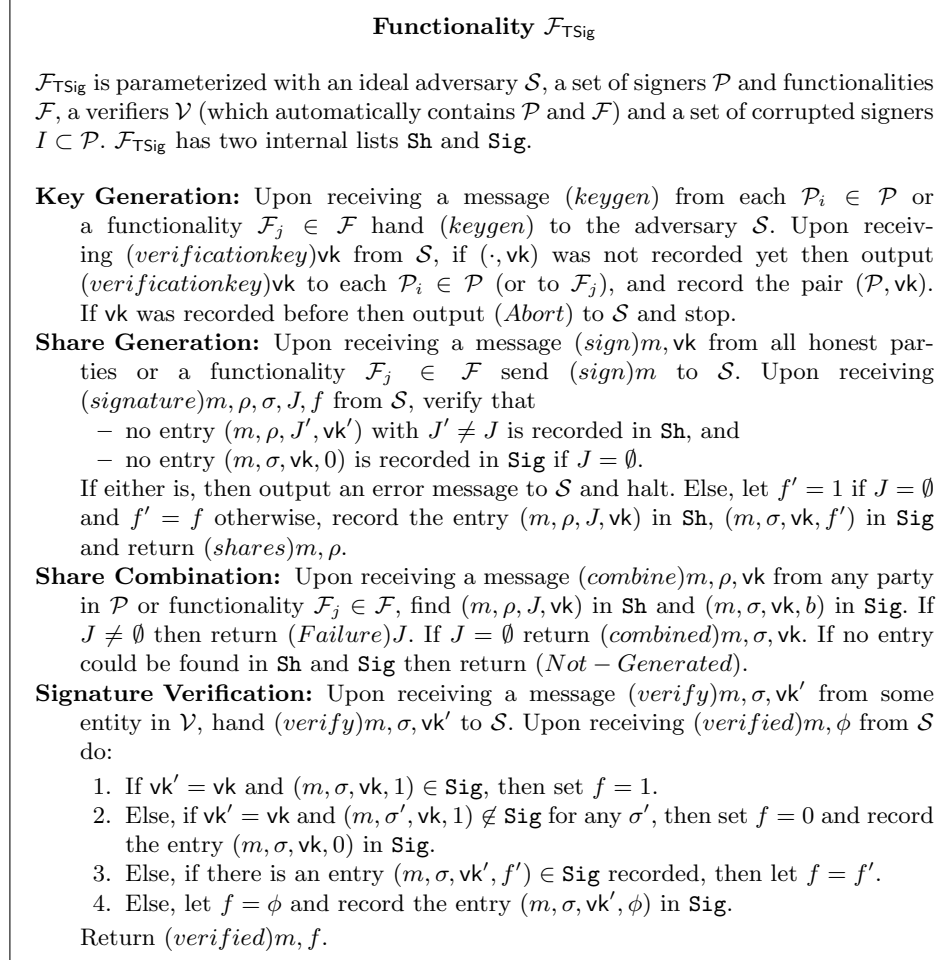 Functionality 𝓕_TSig
𝓕_TSig is parameterized with an ideal adversary 𝒮, a set of signers 𝒫 and functionalities
𝓕, a verifiers 𝒱 (which automatically contains 𝒫 and 𝓕) and a set of corrupted signers
I ⊂ 𝒫. 𝓕_TSig has two internal lists Sh and Sig.
Key Generation: Upon receiving a message (keygen) from each 𝒫_i ∈ 𝒫 or
a functionality 𝓕_j ∈ 𝓕 hand (keygen) to the adversary 𝒮. Upon receiv-
ing (verificationkey)vk from 𝒮, if (·, vk) was not recorded yet then output
(verificationkey)vk to each 𝒫_i ∈ 𝒫 (or to 𝓕_j), and record the pair (𝒫, vk).
If vk was recorded before then output (Abort) to 𝒮 and stop.
Share Generation: Upon receiving a message (sign)m, vk from all honest par-
ties or a functionality 𝓕_j ∈ 𝓕 send (sign)m to 𝒮. Upon receiving
(signature)m, ρ, σ, J, f from 𝒮, verify that
– no entry (m, ρ, J′, vk′) with J′ ≠ J is recorded in Sh, and
– no entry (m, σ, vk, 0) is recorded in Sig if J = ∅.
If either is, then output an error message to 𝒮 and halt. Else, let f′ = 1 if J = ∅
and f′ = f otherwise, record the entry (m, ρ, J, vk) in Sh, (m, σ, vk, f′) in Sig
and return (shares)m, ρ.
Share Combination: Upon receiving a message (combine)m, ρ, vk from any party
in 𝒫 or functionality 𝓕_j ∈ 𝓕, find (m, ρ, J, vk) in Sh and (m, σ, vk, b) in Sig. If
J ≠ ∅ then return (Failure)J. If J = ∅ return (combined)m, σ, vk. If no entry
could be found in Sh and Sig then return (Not − Generated).
Signature Verification: Upon receiving a message (verify)m, σ, vk′ from some
entity in 𝒱, hand (verify)m, σ, vk′ to 𝒮. Upon receiving (verified)m, ϕ from 𝒮
do:
1. If vk′ = vk and (m, σ, vk, 1) ∈ Sig, then set f = 1.
2. Else, if vk′ = vk and (m, σ′, vk, 1) ∉ Sig for any σ′, then set f = 0 and record
the entry (m, σ, vk, 0) in Sig.
3. Else, if there is an entry (m, σ, vk′, f′) ∈ Sig recorded, then let f = f′.
4. Else, let f = ϕ and record the entry (m, σ, vk′, ϕ) in Sig.
Return (verified)m, f.